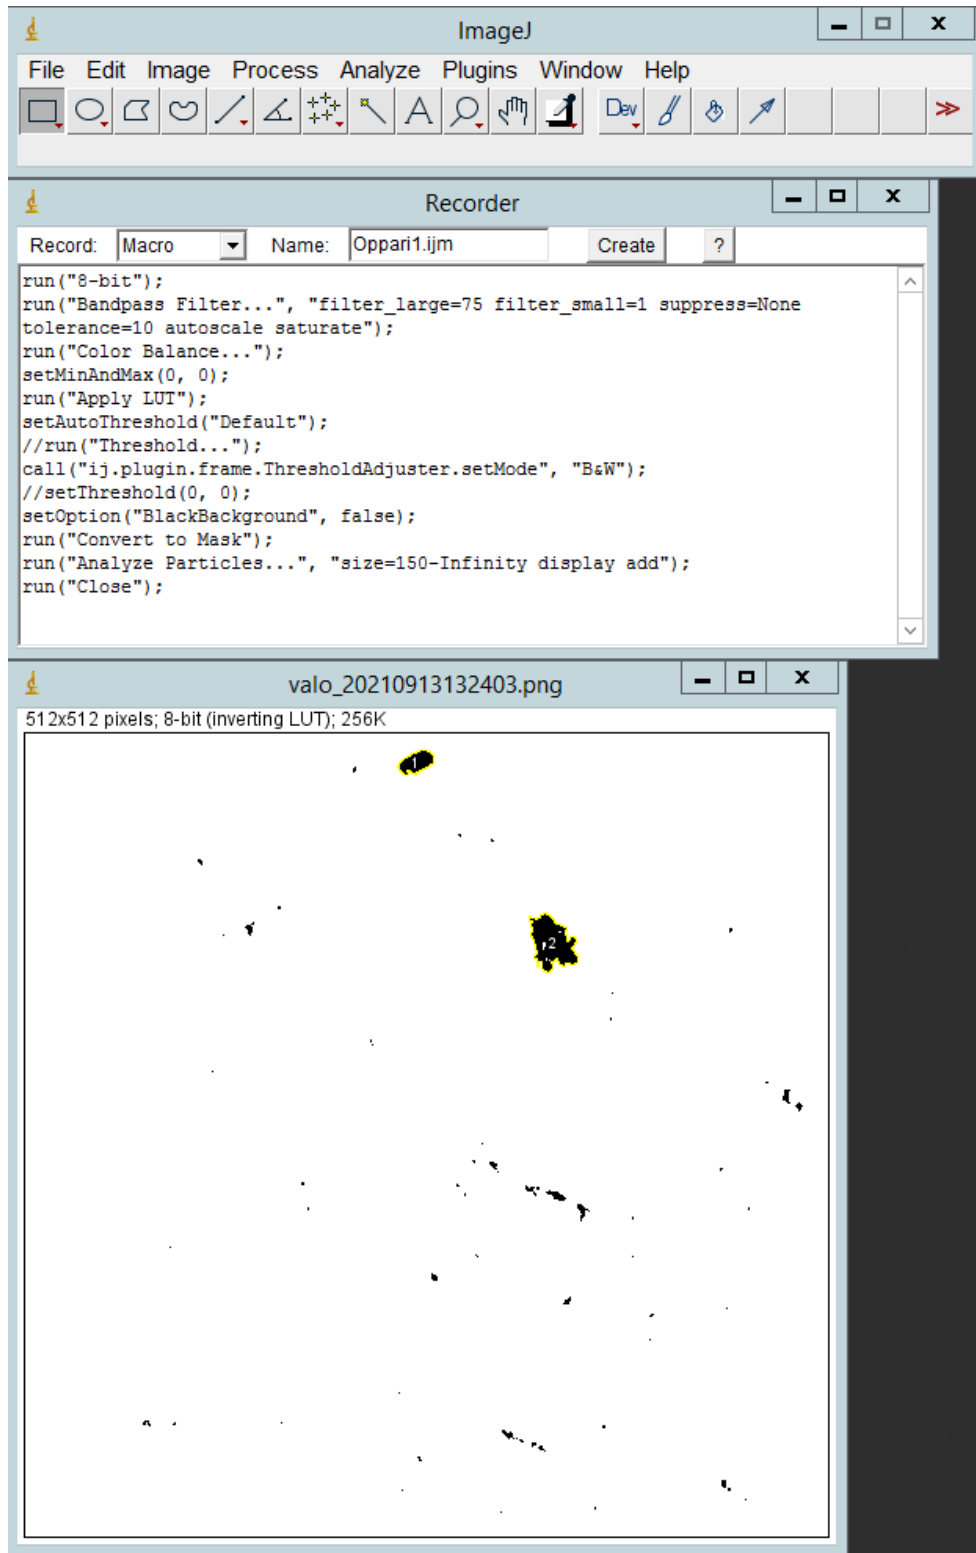 ImageJ
File Edit Image Process Analyze Plugins Window Help
A Dev
Recorder
Record: Macro Name: Oppari1.ijm Create ?
run("8-bit");
run("Bandpass Filter...", "filter_large=75 filter_small=1 suppress=None
tolerance=10 autoscale saturate");
run("Color Balance...");
setMinAndMax(0, 0);
run("Apply LUT");
setAutoThreshold("Default");
//run("Threshold...");
call("ij.plugin.frame.ThresholdAdjuster.setMode", "B&W");
//setThreshold(0, 0);
setOption("BlackBackground", false);
run("Convert to Mask");
run("Analyze Particles...", "size=150-Infinity display add");
run("Close");
valo_20210913132403.png
512x512 pixels; 8-bit (inverting LUT); 256K
1
2